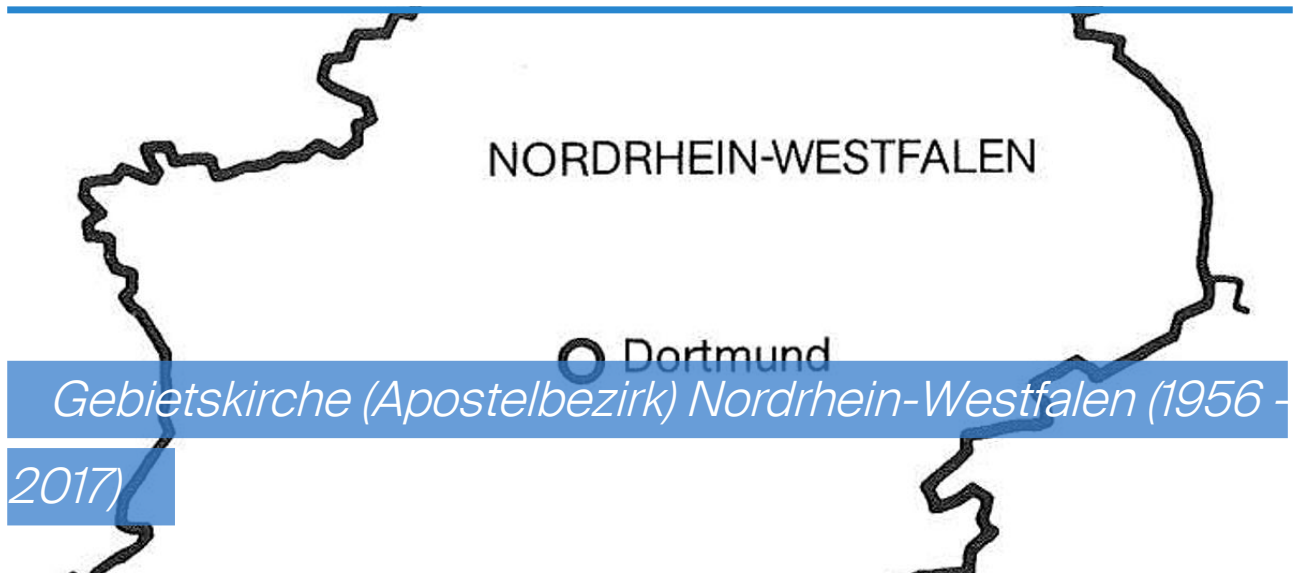 NORDRHEIN-WESTFALEN
Dortmund
Gebietskirche (Apostelbezirk) Nordrhein-Westfalen (1956 -
2017)